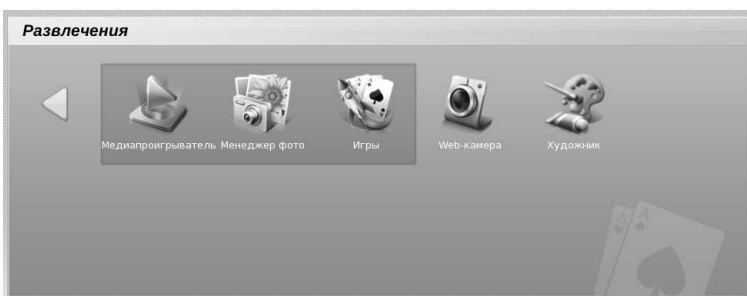 Развлечения
Медиапроигрыватель Менеджер фото Игры Web-камера Художник